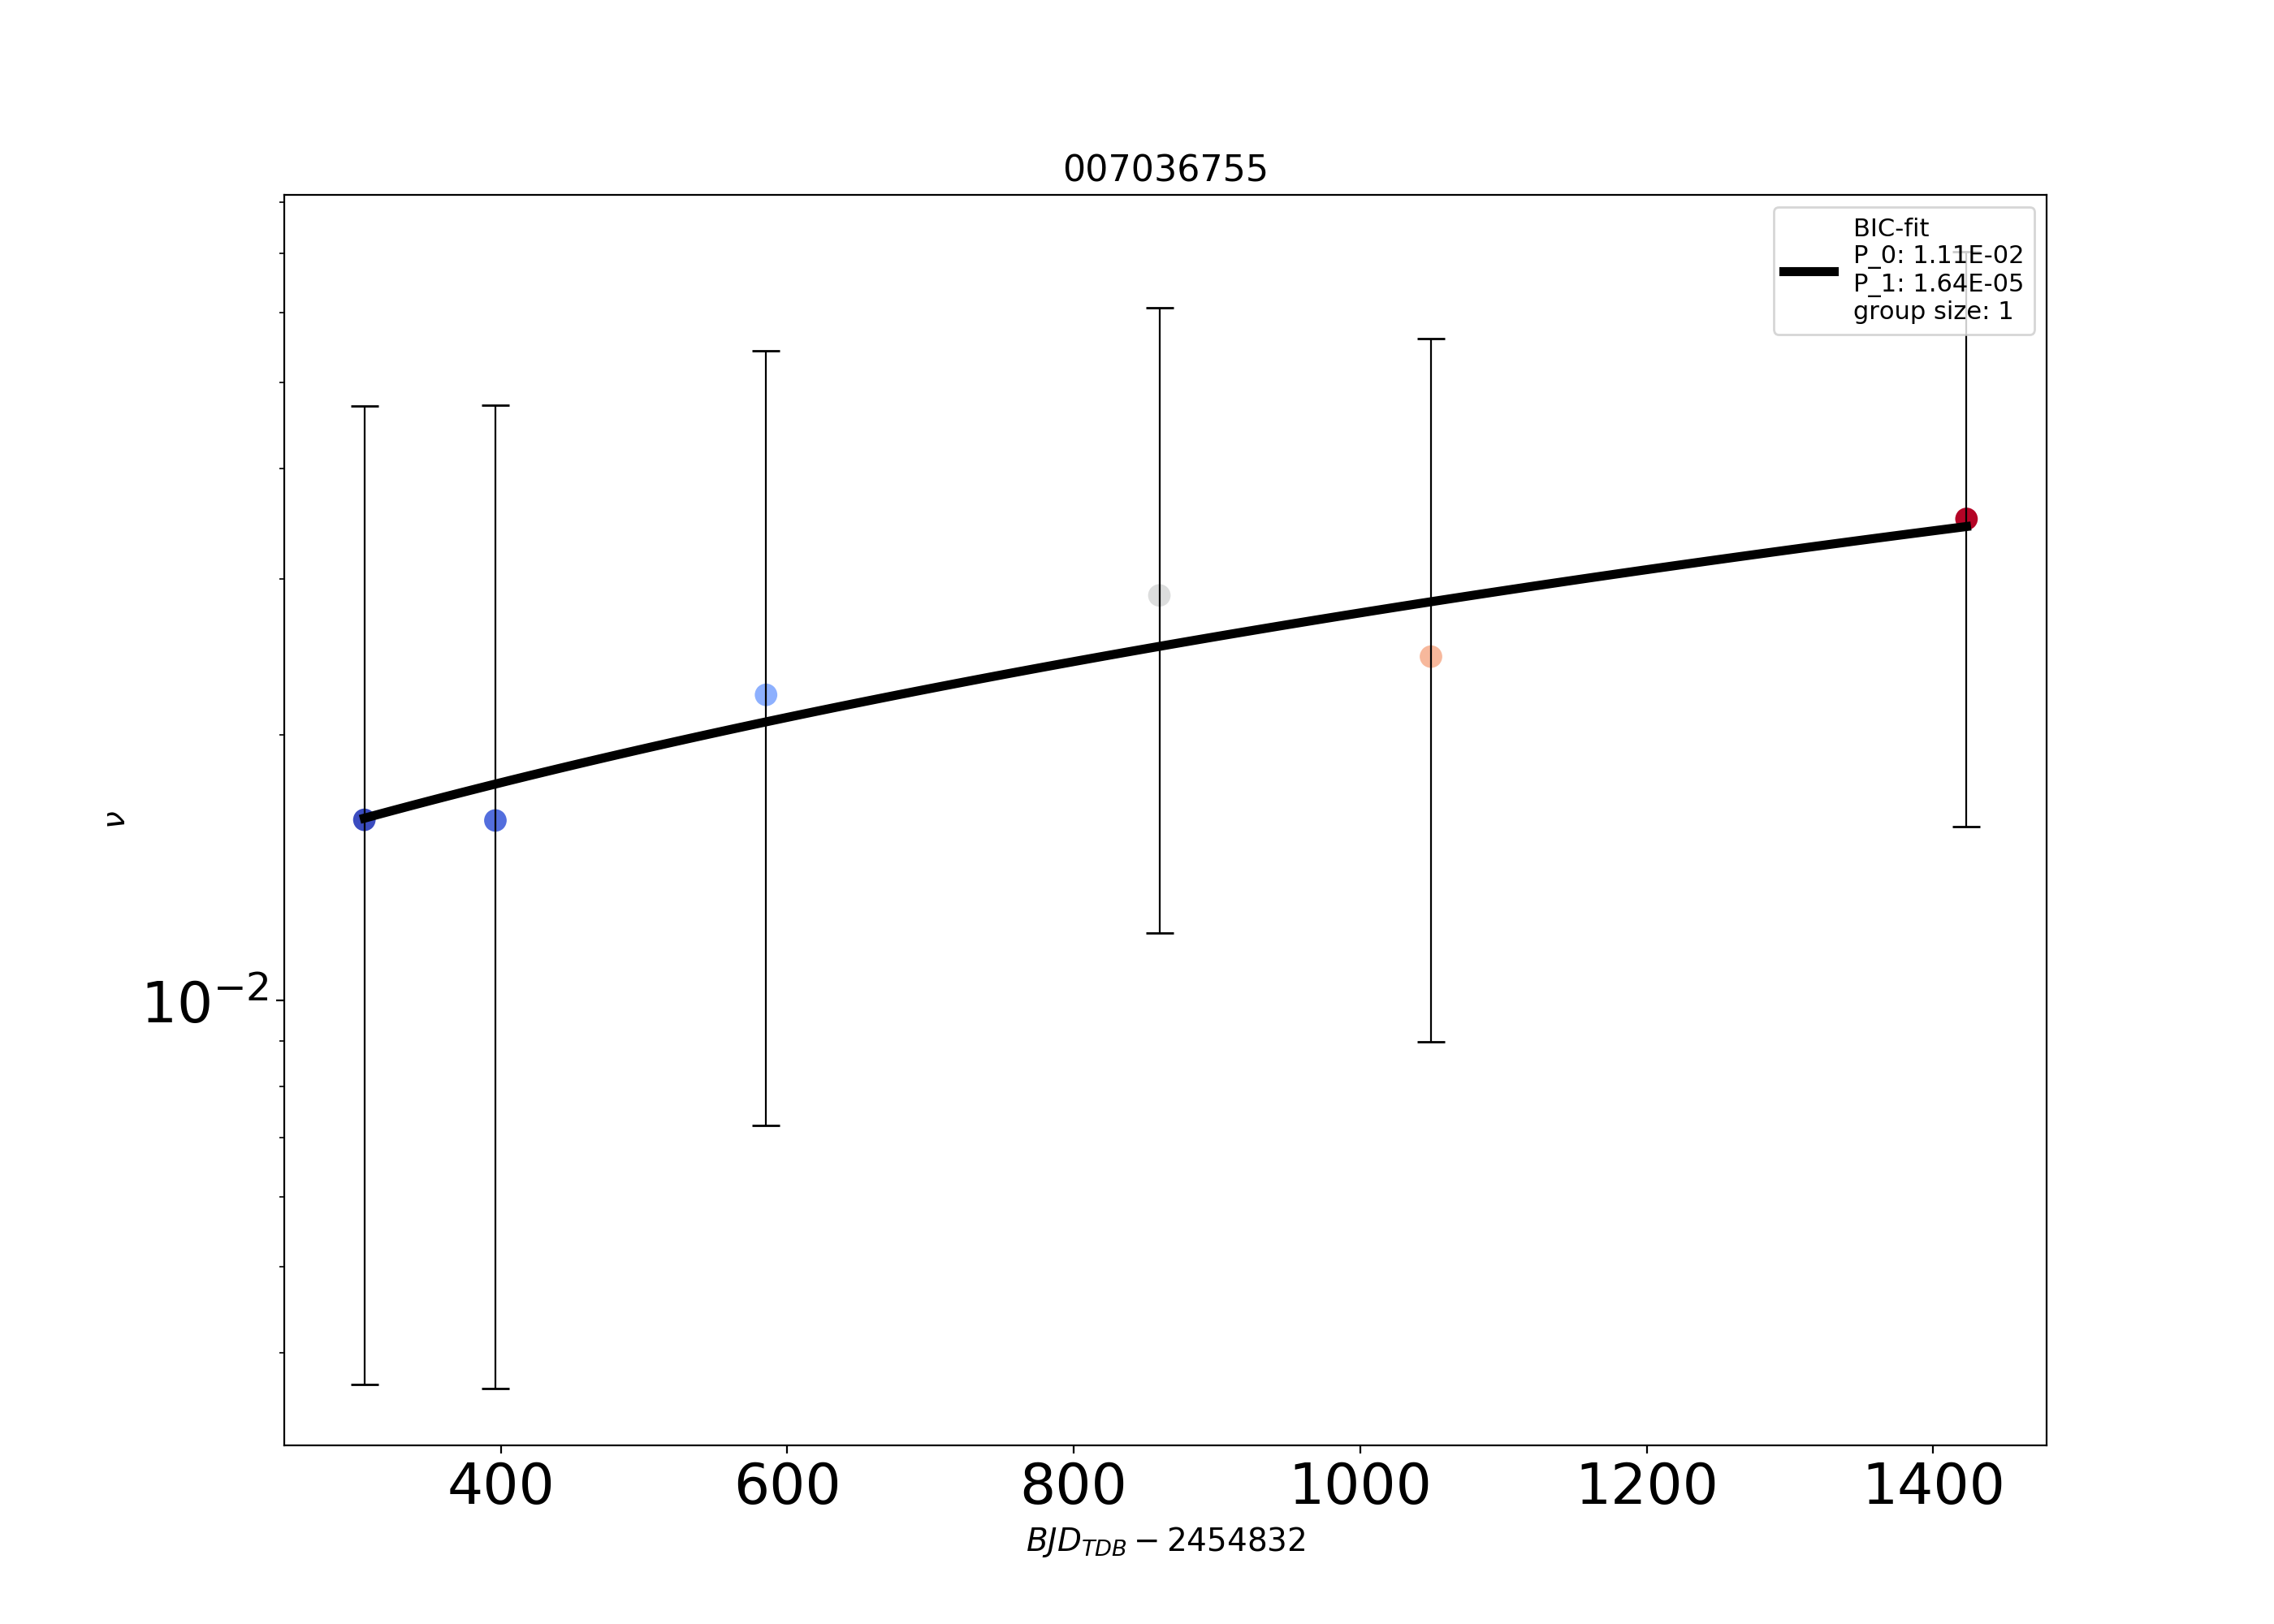 007036755
BIC-fit
P_0: 1.11E-02
P_1: 1.64E-05
group size: 1
ν
10⁻²
400 600 800 1000 1200 1400
BJD_TDB − 2454832